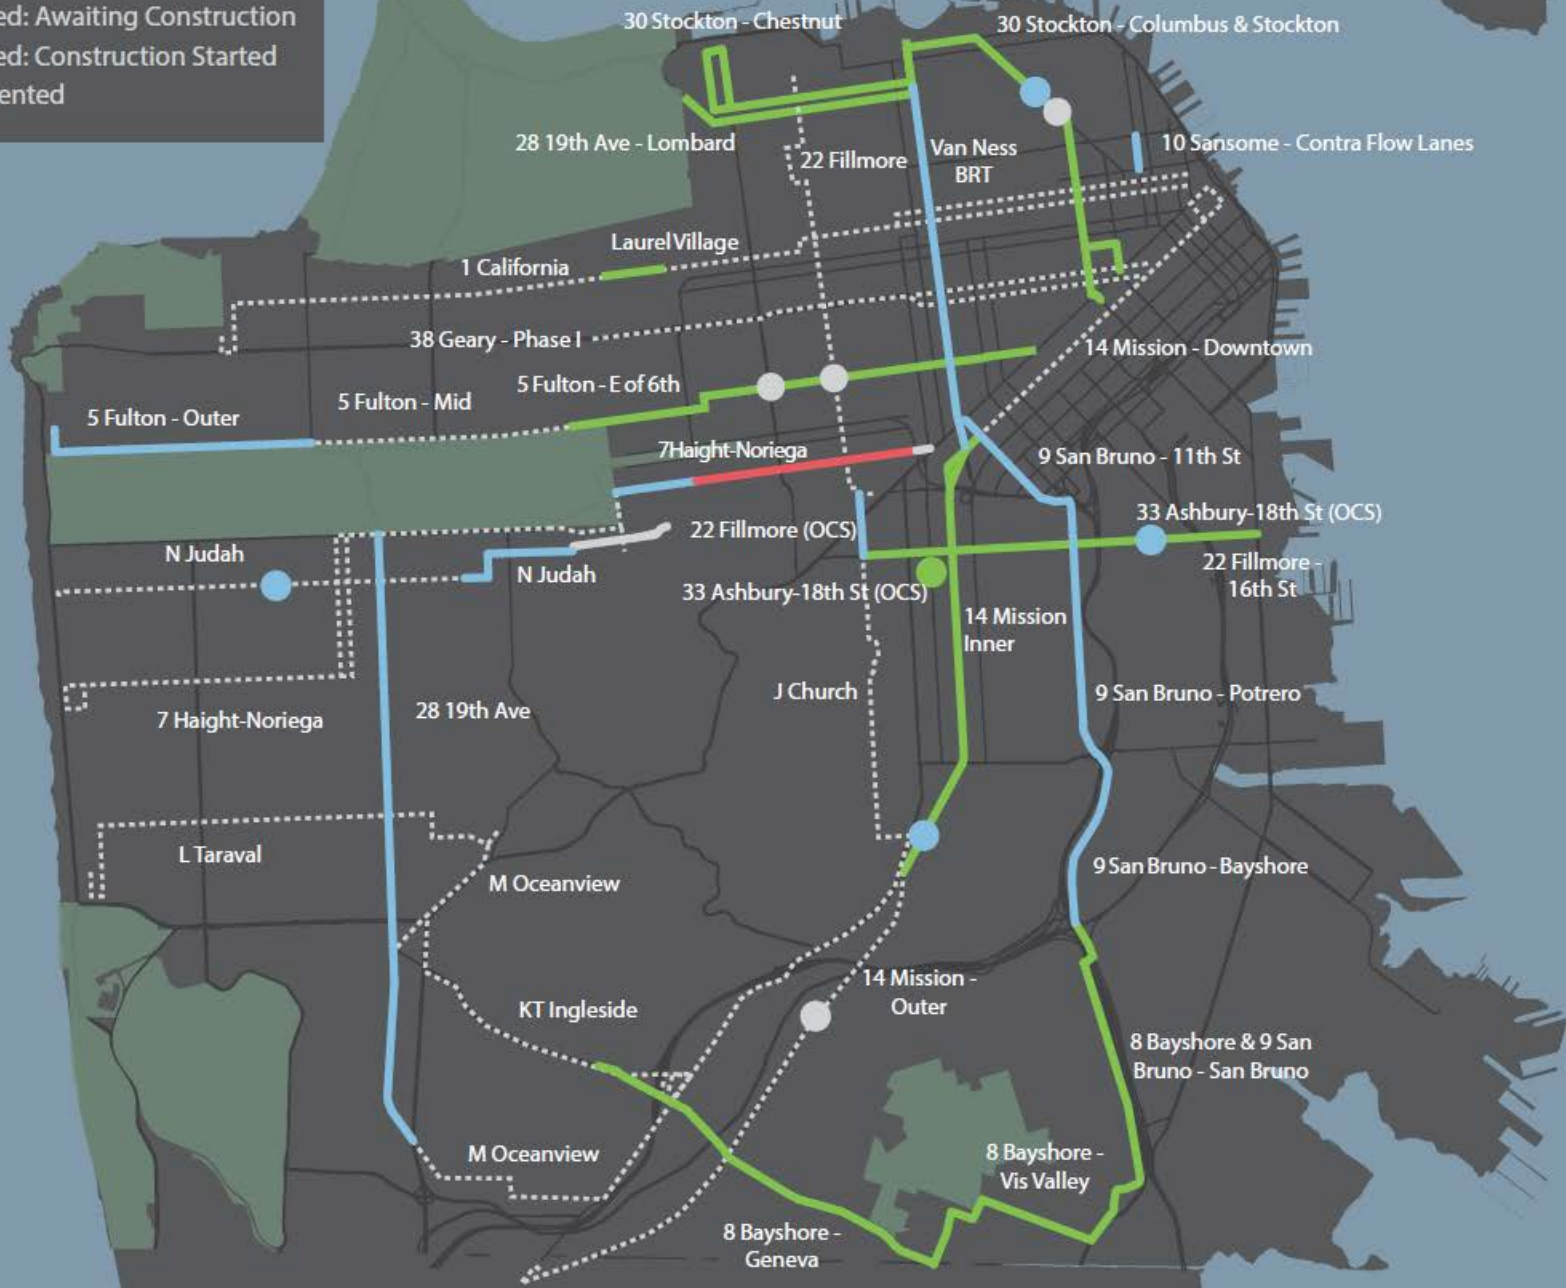 ed: Awaiting Construction
ed: Construction Started
ented
30 Stockton - Chestnut
30 Stockton - Columbus & Stockton
28 19th Ave - Lombard
22 Fillmore
Van Ness
BRT
10 Sansome - Contra Flow Lanes
Laurel Village
1 California
38 Geary - Phase I
14 Mission - Downtown
5 Fulton - E of 6th
5 Fulton - Mid
5 Fulton - Outer
7Haight-Noriega
9 San Bruno - 11th St
33 Ashbury-18th St (OCS)
22 Fillmore (OCS)
N Judah
N Judah
22 Fillmore -
16th St
33 Ashbury-18th St (OCS)
14 Mission
Inner
J Church
9 San Bruno - Potrero
7 Haight-Noriega
28 19th Ave
L Taraval
M Oceanview
9 San Bruno - Bayshore
14 Mission -
Outer
KT Ingleside
8 Bayshore & 9 San
Bruno - San Bruno
M Oceanview
8 Bayshore -
Vis Valley
8 Bayshore -
Geneva